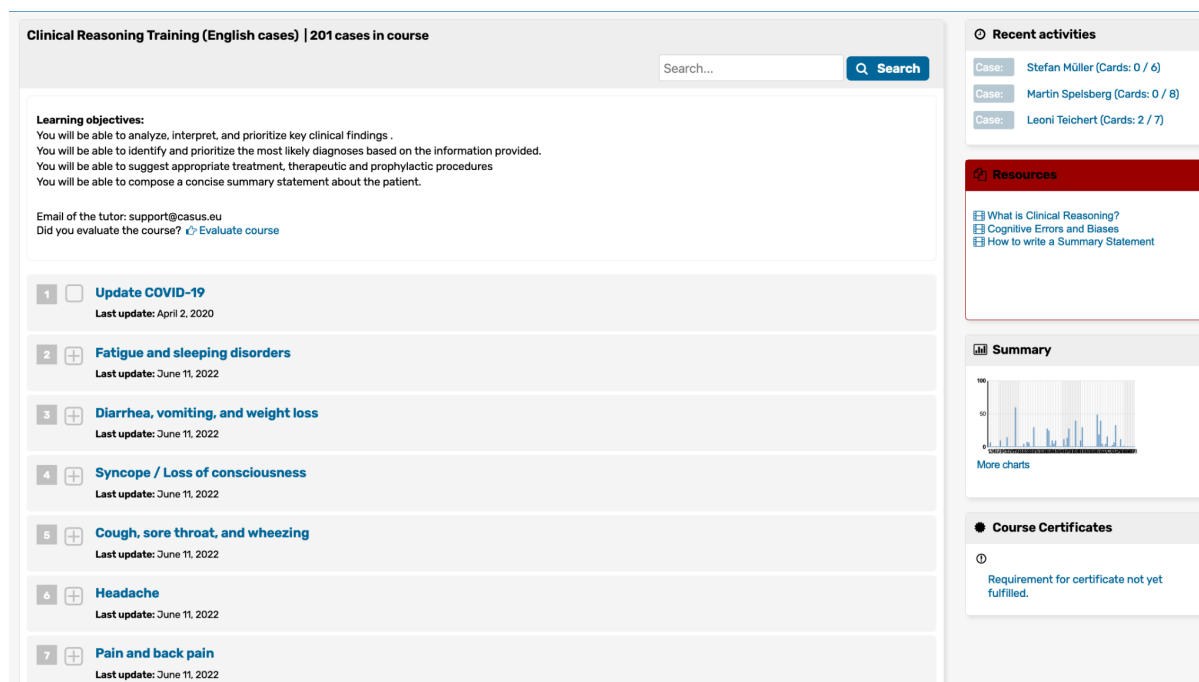 Clinical Reasoning Training (English cases) | 201 cases in course
Search...
Search
Learning objectives:
You will be able to analyze, interpret, and prioritize key clinical findings .
You will be able to identify and prioritize the most likely diagnoses based on the information provided.
You will be able to suggest appropriate treatment, therapeutic and prophylactic procedures
You will be able to compose a concise summary statement about the patient.
Email of the tutor: support@casus.eu
Did you evaluate the course? Evaluate course
1 Update COVID-19
Last update: April 2, 2020
2 Fatigue and sleeping disorders
Last update: June 11, 2022
3 Diarrhea, vomiting, and weight loss
Last update: June 11, 2022
4 Syncope / Loss of consciousness
Last update: June 11, 2022
5 Cough, sore throat, and wheezing
Last update: June 11, 2022
6 Headache
Last update: June 11, 2022
7 Pain and back pain
Last update: June 11, 2022
Recent activities
Case: Stefan Müller (Cards: 0 / 6)
Case: Martin Spelsberg (Cards: 0 / 8)
Case: Leoni Teichert (Cards: 2 / 7)
Resources
What is Clinical Reasoning?
Cognitive Errors and Biases
How to write a Summary Statement
Summary
100
50
0
More charts
Course Certificates
Requirement for certificate not yet
fulfilled.